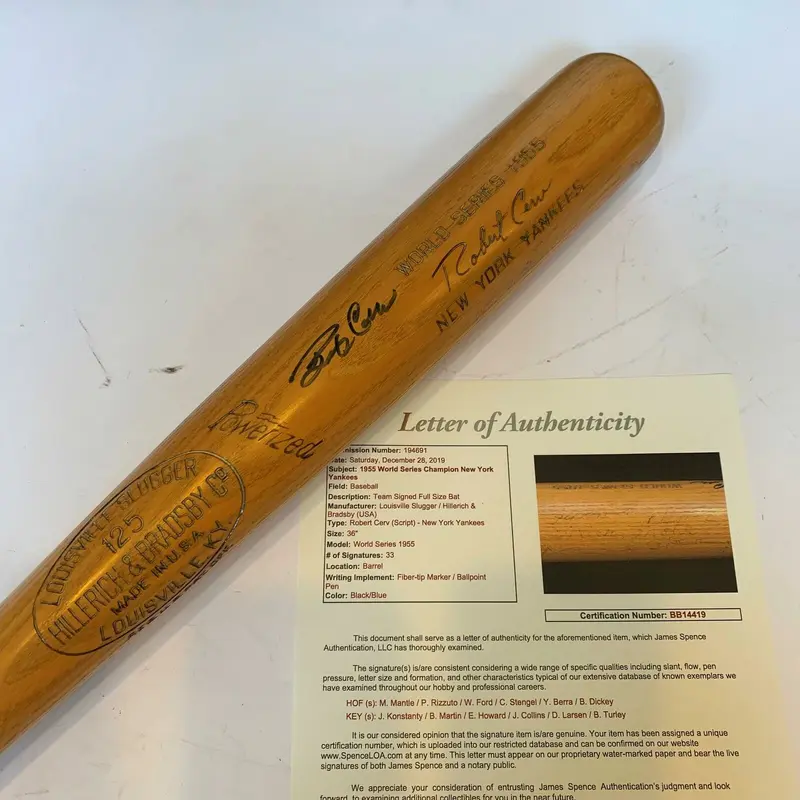 WORLD SERIES 1955
Robert Cerv
NEW YORK YANKEES
Bob Cerv
Powerized
LOUISVILLE SLUGGER
125
HILLERICH & BRADSBY Co
MADE IN U.S.A.
LOUISVILLE, KY.
Letter of Authenticity
mission Number: 194691
ate: Saturday, December 28, 2019
Subject: 1955 World Series Champion New York
Yankees
Field: Baseball
Description: Team Signed Full Size Bat
Manufacturer: Louisville Slugger / Hillerich &
Bradsby (USA)
Type: Robert Cerv (Script) - New York Yankees
Size: 36"
Model: World Series 1955
# of Signatures: 33
Location: Barrel
Writing Implement: Fiber-tip Marker / Ballpoint
Pen
Color: Black/Blue
Certification Number: BB14419
This document shall serve as a letter of authenticity for the aforementioned item, which James Spence
Authentication, LLC has thoroughly examined.
The signature(s) is/are consistent considering a wide range of specific qualities including slant, flow, pen
pressure, letter size and formation, and other characteristics typical of our extensive database of known exemplars we
have examined throughout our hobby and professional careers.
HOF (s): M. Mantle / P. Rizzuto / W. Ford / C. Stengel / Y. Berra / B. Dickey
KEY (s): J. Konstanty / B. Martin / E. Howard / J. Collins / D. Larsen / B. Turley
It is our considered opinion that the signature item is/are genuine. Your item has been assigned a unique
certification number, which is uploaded into our restricted database and can be confirmed on our website
www.SpenceLOA.com at any time. This letter must appear on our proprietary water-marked paper and bear the live
signatures of both James Spence and a notary public.
We appreciate your consideration of entrusting James Spence Authentication's judgment and look
forward to examining additional collectibles for you in the near future.